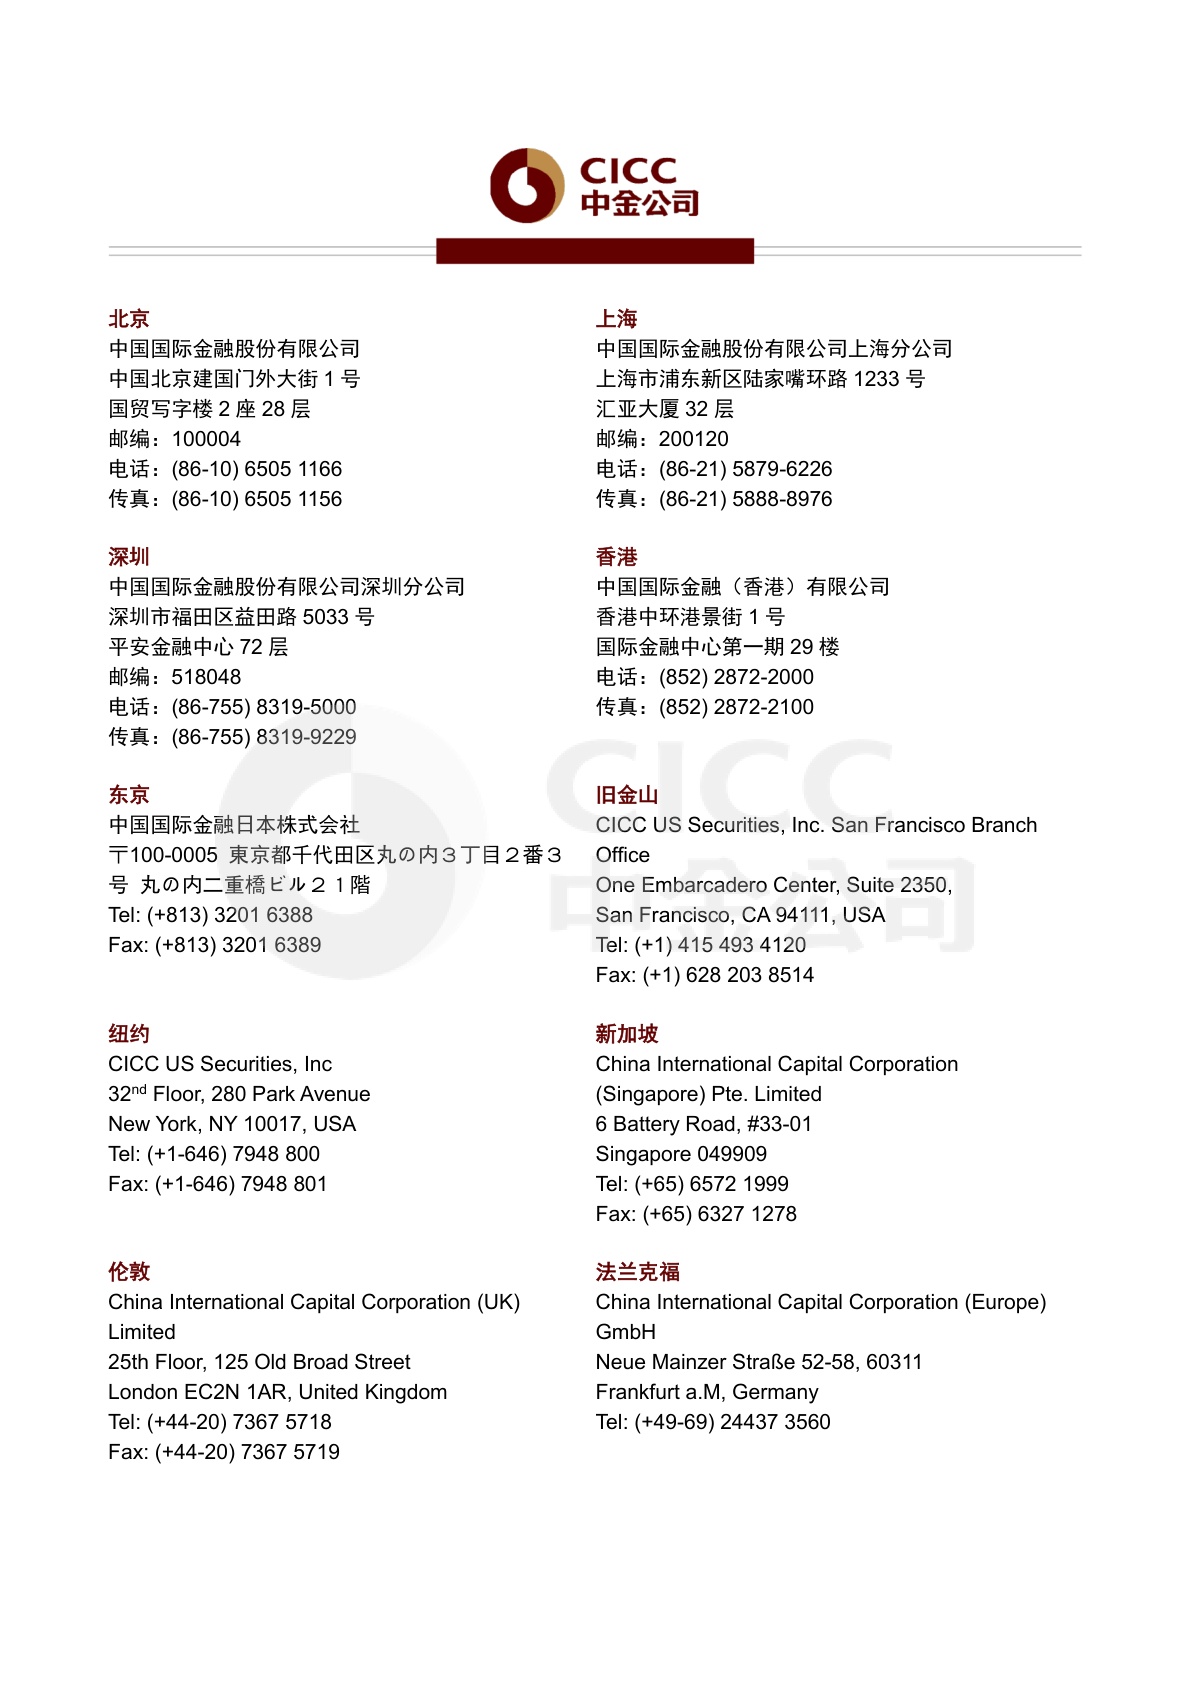 CICC
中金公司
北京
中国国际金融股份有限公司
中国北京建国门外大街 1 号
国贸写字楼 2 座 28 层
邮编：100004
电话：(86-10) 6505 1166
传真：(86-10) 6505 1156
上海
中国国际金融股份有限公司上海分公司
上海市浦东新区陆家嘴环路 1233 号
汇亚大厦 32 层
邮编：200120
电话：(86-21) 5879-6226
传真：(86-21) 5888-8976
深圳
中国国际金融股份有限公司深圳分公司
深圳市福田区益田路 5033 号
平安金融中心 72 层
邮编：518048
电话：(86-755) 8319-5000
传真：(86-755) 8319-9229
香港
中国国际金融（香港）有限公司
香港中环港景街 1 号
国际金融中心第一期 29 楼
电话：(852) 2872-2000
传真：(852) 2872-2100
东京
中国国际金融日本株式会社
〒100-0005 東京都千代田区丸の内３丁目２番３
号 丸の内二重橋ビル２１階
Tel: (+813) 3201 6388
Fax: (+813) 3201 6389
旧金山
CICC US Securities, Inc. San Francisco Branch
Office
One Embarcadero Center, Suite 2350,
San Francisco, CA 94111, USA
Tel: (+1) 415 493 4120
Fax: (+1) 628 203 8514
纽约
CICC US Securities, Inc
32nd Floor, 280 Park Avenue
New York, NY 10017, USA
Tel: (+1-646) 7948 800
Fax: (+1-646) 7948 801
新加坡
China International Capital Corporation
(Singapore) Pte. Limited
6 Battery Road, #33-01
Singapore 049909
Tel: (+65) 6572 1999
Fax: (+65) 6327 1278
伦敦
China International Capital Corporation (UK)
Limited
25th Floor, 125 Old Broad Street
London EC2N 1AR, United Kingdom
Tel: (+44-20) 7367 5718
Fax: (+44-20) 7367 5719
法兰克福
China International Capital Corporation (Europe)
GmbH
Neue Mainzer Straße 52-58, 60311
Frankfurt a.M, Germany
Tel: (+49-69) 24437 3560
CICC
中金公司